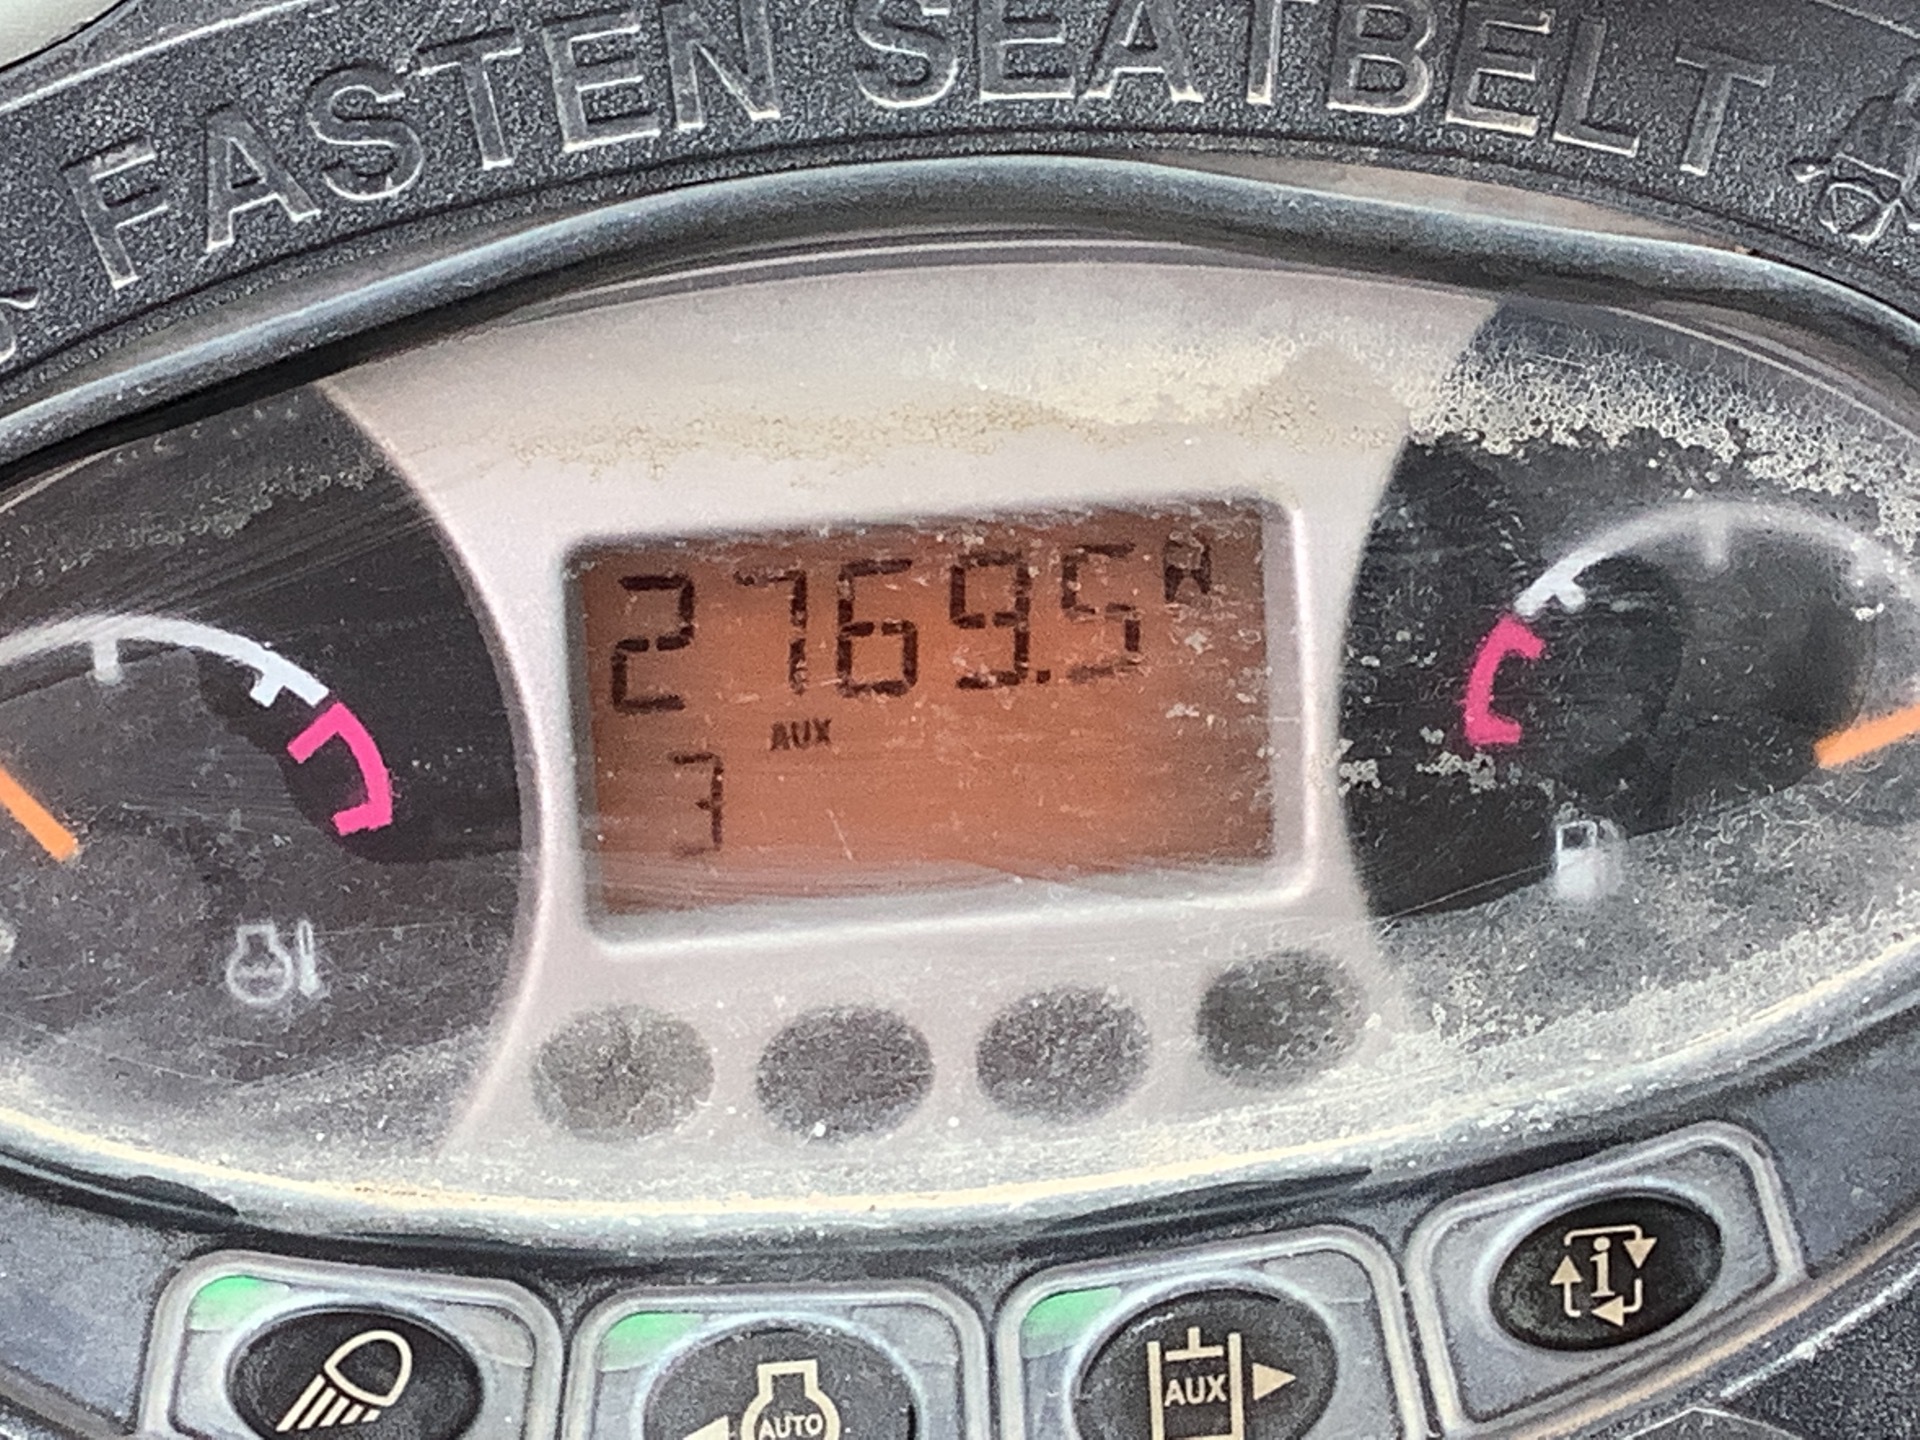 FASTEN SEATBELT
2769.5 H
AUX
3
AUTO
AUX
i